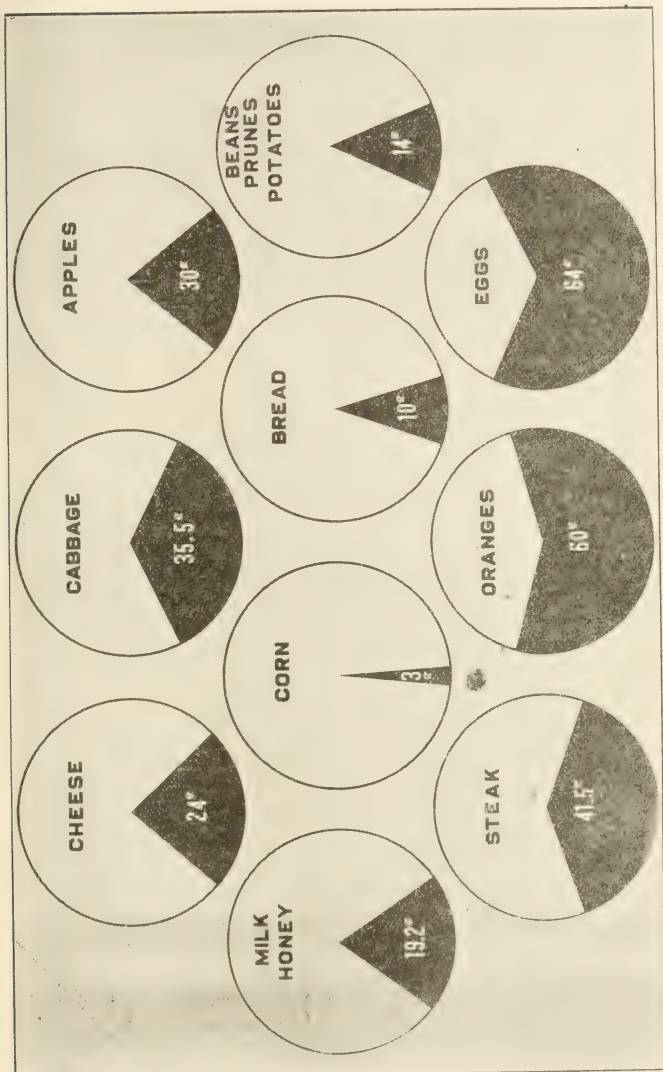 CHEESE
24¢
CABBAGE
35.5¢
APPLES
30¢
MILK
HONEY
19.2¢
CORN
3¢
BREAD
10¢
BEANS
PRUNES
POTATOES
14¢
STEAK
41.5¢
ORANGES
60¢
EGGS
64¢